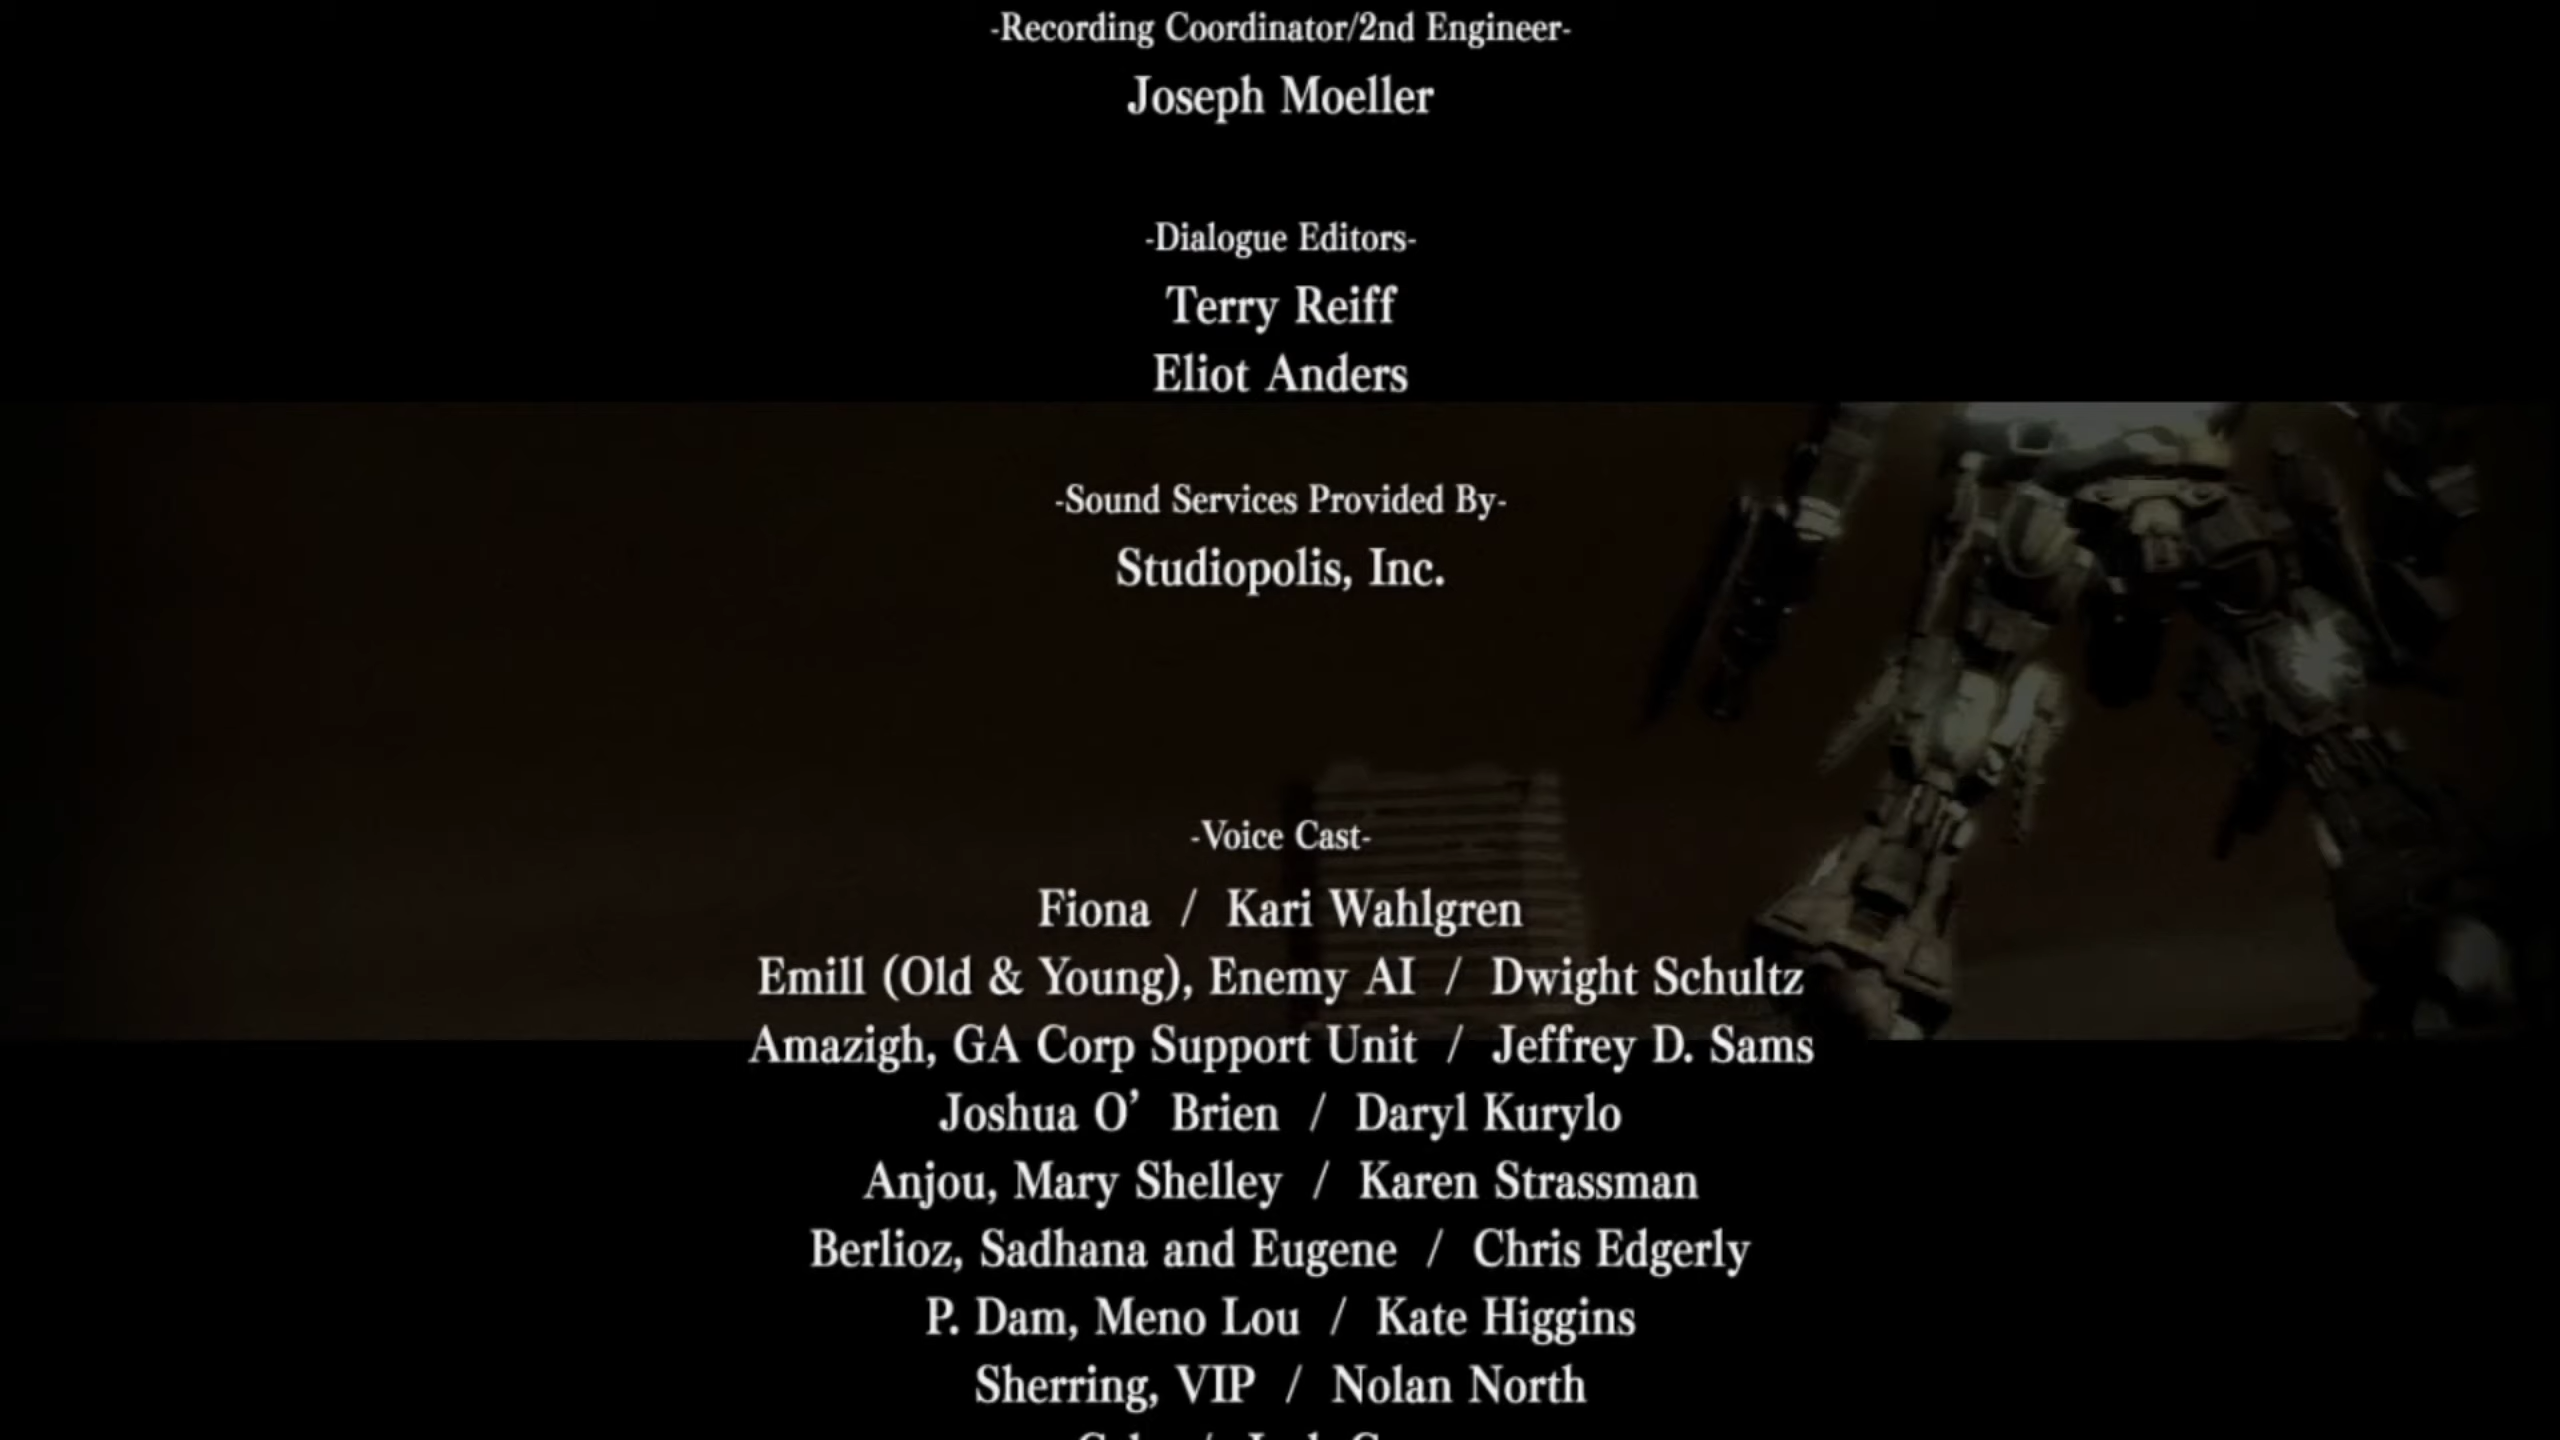 -Recording Coordinator/2nd Engineer-
Joseph Moeller
-Dialogue Editors-
Terry Reiff
Eliot Anders
-Sound Services Provided By-
Studiopolis, Inc.
-Voice Cast-
Fiona / Kari Wahlgren
Emill (Old & Young), Enemy AI / Dwight Schultz
Amazigh, GA Corp Support Unit / Jeffrey D. Sams
Joshua O’ Brien / Daryl Kurylo
Anjou, Mary Shelley / Karen Strassman
Berlioz, Sadhana and Eugene / Chris Edgerly
P. Dam, Meno Lou / Kate Higgins
Sherring, VIP / Nolan North